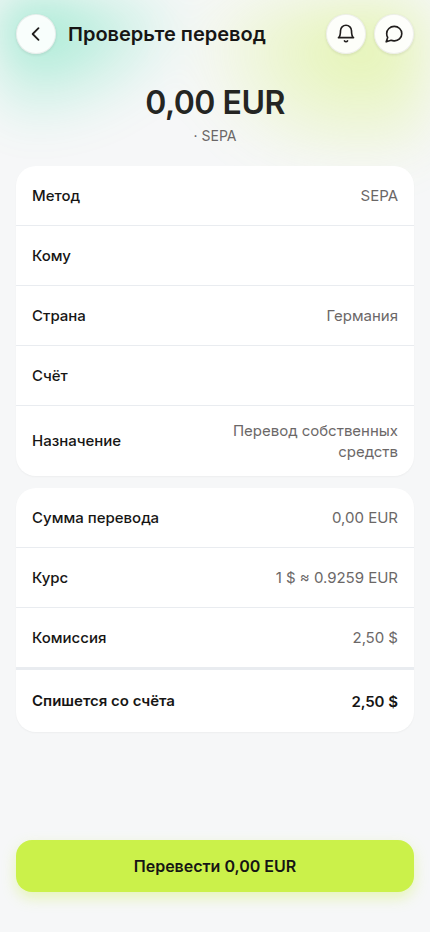 Проверьте перевод
0,00 EUR
· SEPA
Метод SEPA
Кому
Страна Германия
Счёт
Назначение Перевод собственных
средств
Сумма перевода 0,00 EUR
Курс 1 $ ≈ 0.9259 EUR
Комиссия 2,50 $
Спишется со счёта 2,50 $
Перевести 0,00 EUR